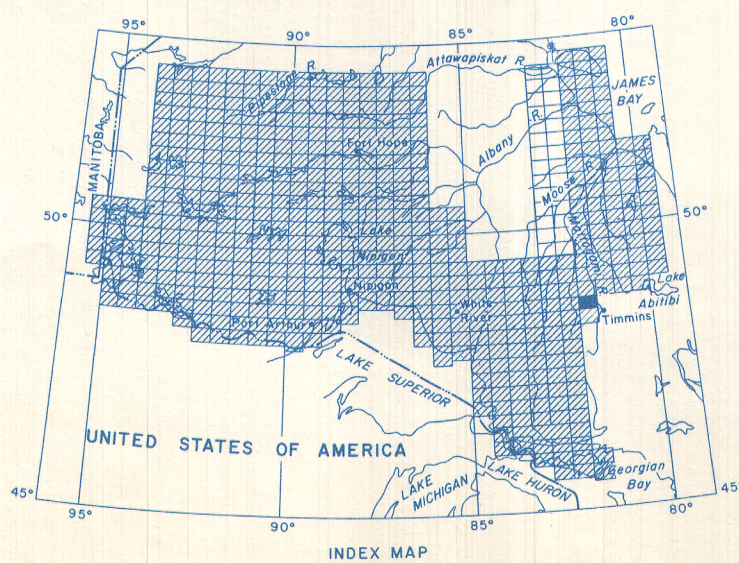 95°
90°
85°
80°
Attawapiskat R.
Pipestone R.
JAMES
BAY
MANITOBA
Fort Hope
Albany R.
Moose R.
50°
50°
Lake
Nipigon
Mattagami R.
Nipigon
White
River
Lake
Abitibi
Port Arthur
Timmins
LAKE SUPERIOR
UNITED STATES OF AMERICA
LAKE
MICHIGAN
LAKE HURON
Georgian
Bay
45°
45
95°
90°
85°
80°
INDEX MAP